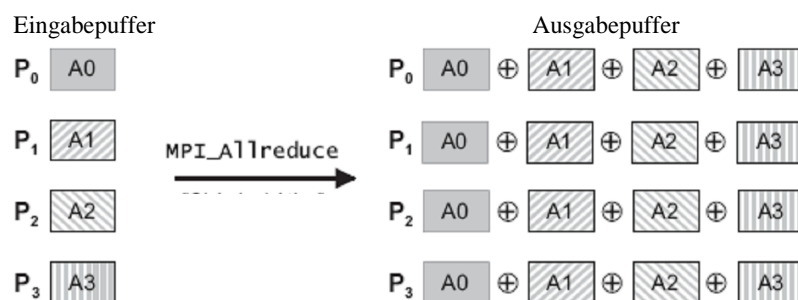 Eingabepuffer Ausgabepuffer
P0 A0 P0 A0 ⊕ A1 ⊕ A2 ⊕ A3
P1 A1 MPI_Allreduce P1 A0 ⊕ A1 ⊕ A2 ⊕ A3
P2 A2 P2 A0 ⊕ A1 ⊕ A2 ⊕ A3
P3 A3 P3 A0 ⊕ A1 ⊕ A2 ⊕ A3